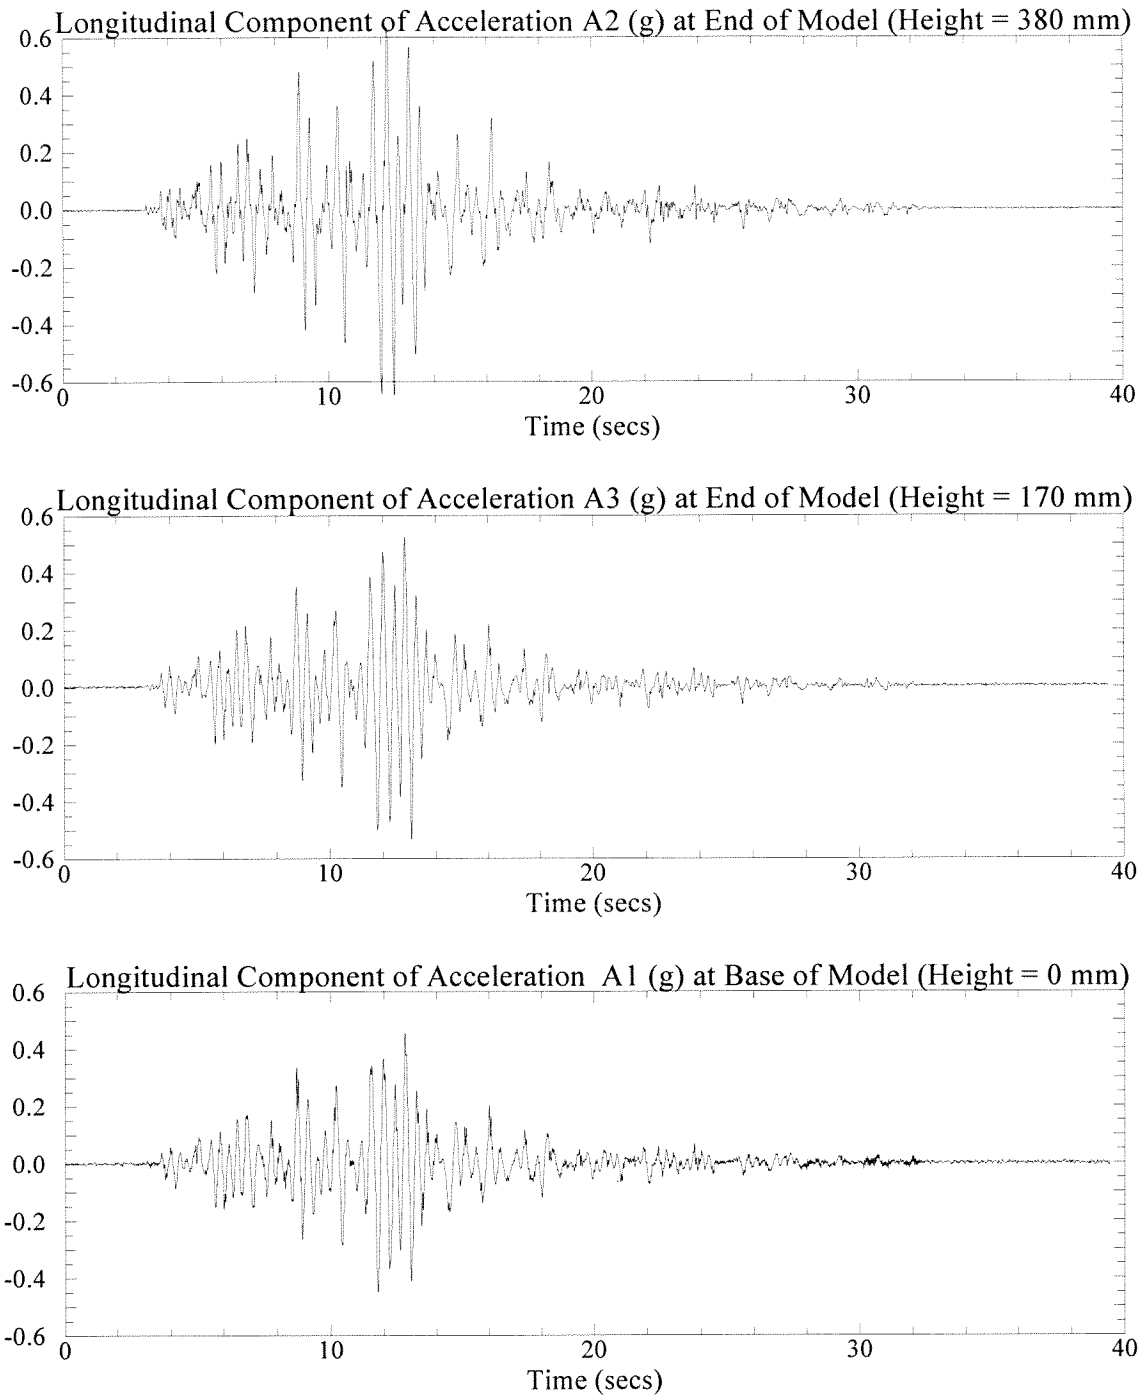 Longitudinal Component of Acceleration A2 (g) at End of Model (Height = 380 mm)
0.6
0.4
0.2
0.0
-0.2
-0.4
-0.6
0 10 20 30 40
Time (secs)
Longitudinal Component of Acceleration A3 (g) at End of Model (Height = 170 mm)
0.6
0.4
0.2
0.0
-0.2
-0.4
-0.6
0 10 20 30 40
Time (secs)
Longitudinal Component of Acceleration A1 (g) at Base of Model (Height = 0 mm)
0.6
0.4
0.2
0.0
-0.2
-0.4
-0.6
0 10 20 30 40
Time (secs)